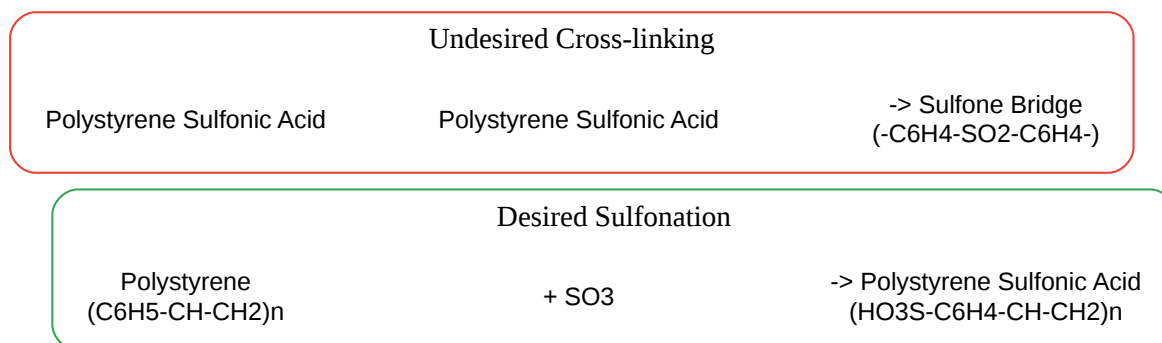 Undesired Cross-linking
Polystyrene Sulfonic Acid
Polystyrene Sulfonic Acid
-> Sulfone Bridge
(-C6H4-SO2-C6H4-)
Desired Sulfonation
Polystyrene
(C6H5-CH-CH2)n
+ SO3
-> Polystyrene Sulfonic Acid
(HO3S-C6H4-CH-CH2)n